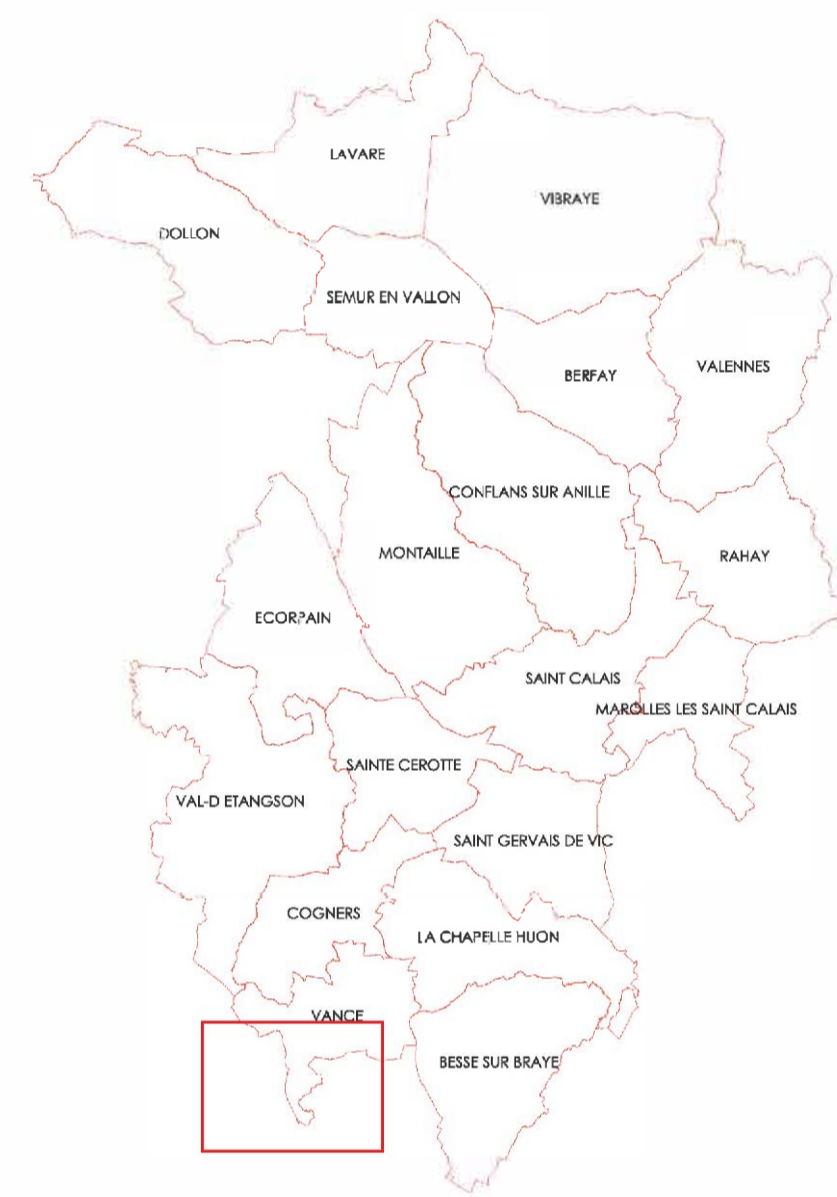 LAVARE
VIBRAYE
DOLLON
SEMUR EN VALLON
VALENNES
BERFAY
CONFLANS SUR ANILLE
MONTAILLE
RAHAY
ECORPAIN
SAINT CALAIS
MAROLLES LES SAINT CALAIS
SAINTE CEROTTE
VAL-D ETANGSON
SAINT GERVAIS DE VIC
COGNERS
LA CHAPELLE HUON
VANCE
BESSE SUR BRAYE